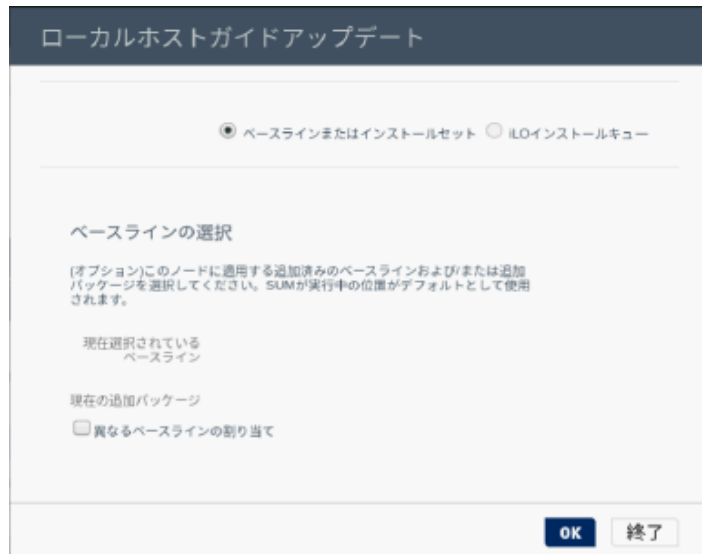 ローカルホストガイドアップデート
ベースラインまたはインストールセット iLOインストールキュー
ベースラインの選択
(オプション)このノードに適用する追加済みのベースラインおよび/または追加
パッケージを選択してください。SUMが実行中の位置がデフォルトとして使用
されます。
現在選択されている
ベースライン
現在の追加パッケージ
異なるベースラインの割り当て
OK 終了